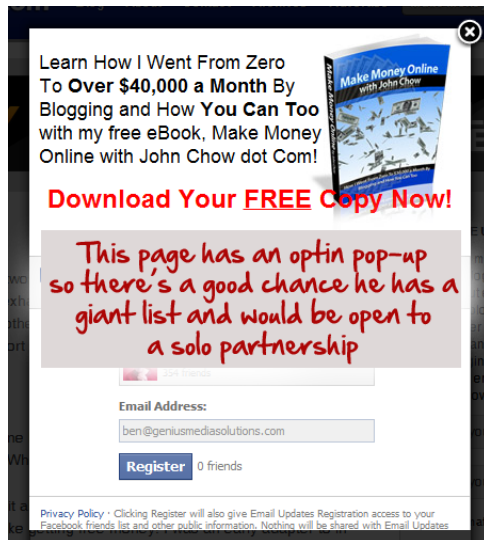 Learn How I Went From Zero
To Over $40,000 a Month By
Blogging and How You Can Too
with my free eBook, Make Money
Online with John Chow dot Com!
Make Money Online
with John Chow
Make Money Online
Download Your FREE Copy Now!
This page has an optin pop-up
so there's a good chance he has a
giant list and would be open to
a solo partnership
254 friends
Email Address:
ben@geniusmediasolutions.com
Register 0 friends
Privacy Policy · Clicking Register will also give Email Updates Registration access to your
Facebook friends list and other public information. Nothing will be shared with Email Updates